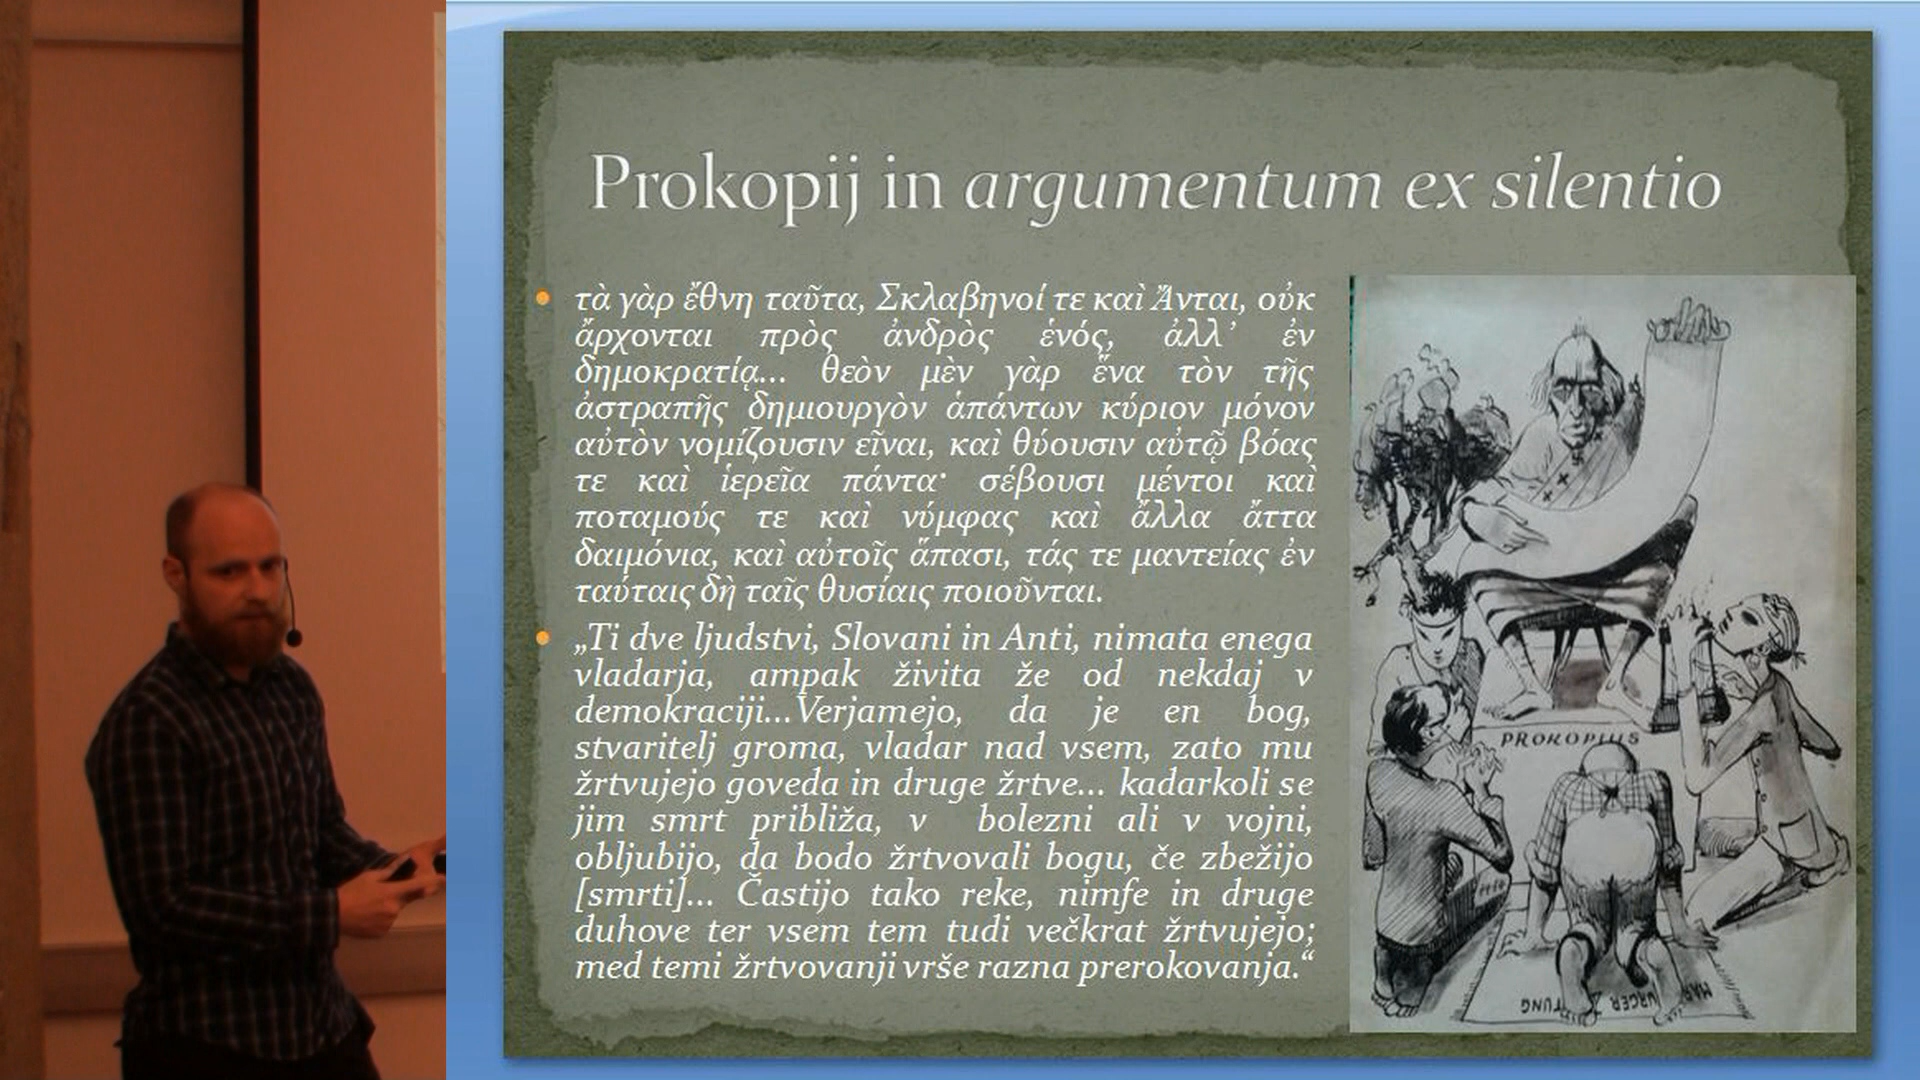 Prokopij in argumentum ex silentio
τὰ γὰρ ἔθνη ταῦτα, Σκλαβηνοί τε καὶ Ἄνται, οὐκ
ἄρχονται πρὸς ἀνδρὸς ἑνός, ἀλλ’ ἐν
δημοκρατίᾳ... θεὸν μὲν γὰρ ἕνα τὸν τῆς
ἀστραπῆς δημιουργὸν ἁπάντων κύριον μόνον
αὐτὸν νομίζουσιν εἶναι, καὶ θύουσιν αὐτῷ βόας
τε καὶ ἱερεῖα πάντα· σέβουσι μέντοι καὶ
ποταμούς τε καὶ νύμφας καὶ ἄλλα ἄττα
δαιμόνια, καὶ αὐτοῖς ἅπασι, τάς τε μαντείας ἐν
ταύταις δὴ ταῖς θυσίαις ποιοῦνται.
„Ti dve ljudstvi, Slovani in Anti, nimata enega
vladarja, ampak živita že od nekdaj v
demokraciji...Verjamejo, da je en bog,
stvaritelj groma, vladar nad vsem, zato mu
žrtvujejo goveda in druge žrtve... kadarkoli se
jim smrt približa, v bolezni ali v vojni,
obljubijo, da bodo žrtvovali bogu, če zbežijo
[smrti]... Častijo tako reke, nimfe in druge
duhove ter vsem tem tudi večkrat žrtvujejo;
med temi žrtvovanji vrše razna prerokovanja.“
PROKOPIUS